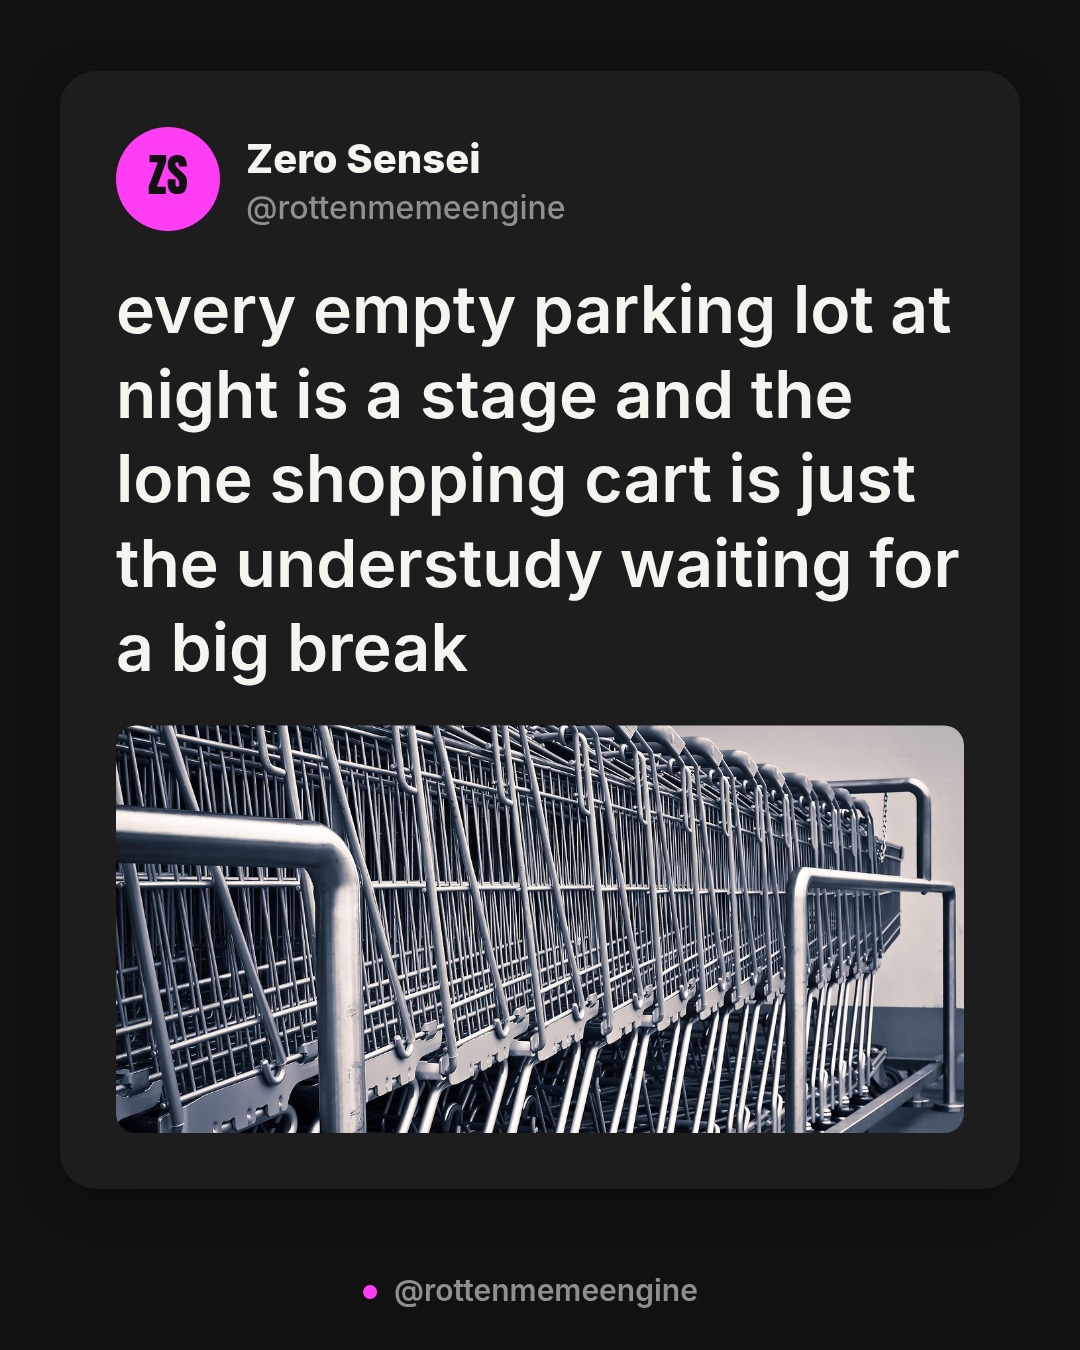 ZS
Zero Sensei
@rottenmemeengine
every empty parking lot at
night is a stage and the
lone shopping cart is just
the understudy waiting for
a big break
@rottenmemeengine